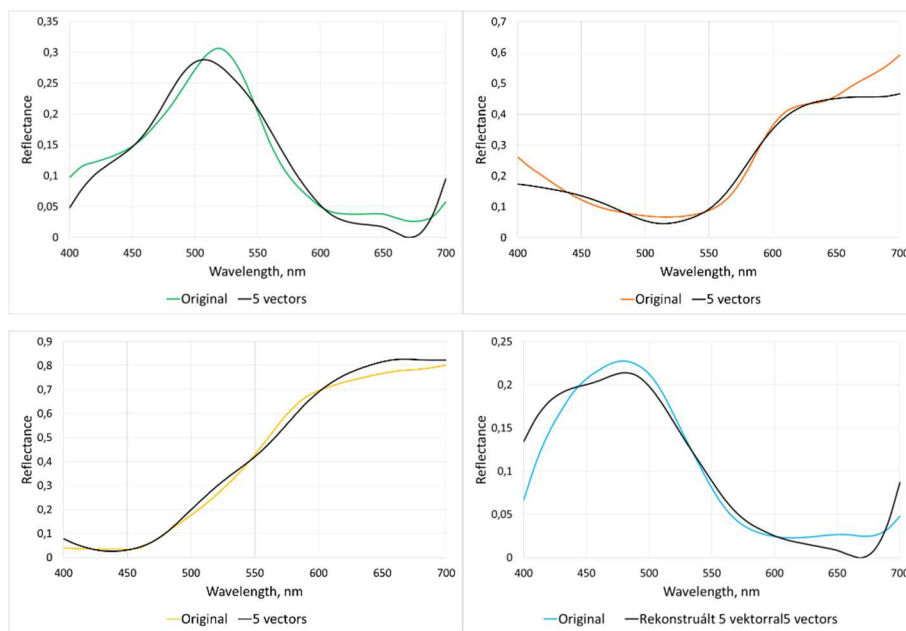 0,35
0,3
0,25
0,2
0,15
0,1
0,05
0
Reflectance
400 450 500 550 600 650 700
Wavelength, nm
Original 5 vectors
0,7
0,6
0,5
0,4
0,3
0,2
0,1
0
Reflectance
400 450 500 550 600 650 700
Wavelength, nm
Original 5 vectors
0,9
0,8
0,7
0,6
0,5
0,4
0,3
0,2
0,1
0
Reflectance
400 450 500 550 600 650 700
Wavelength, nm
Original 5 vectors
0,25
0,2
0,15
0,1
0,05
0
Reflectance
400 450 500 550 600 650 700
Wavelength, nm
Original Rekonstruált 5 vektorral5 vectors